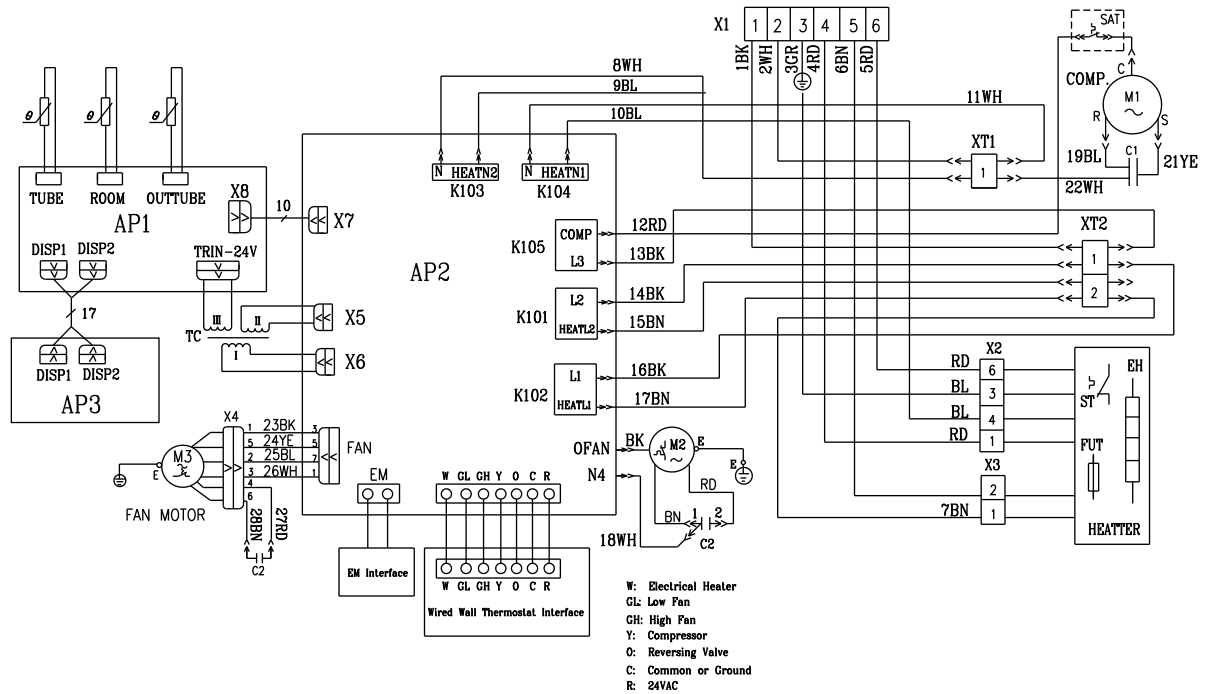 X1 1 2 3 4 5 6
1BK 2WH 3GR 4RD 6BN 5RD
SAT
C
COMP.
M1
R S
C1
19BL 21YE
22WH
8WH
9BL
10BL
11WH
XT1
1
θ θ θ
TUBE ROOM OUTTUBE
AP1
X8
10
X7
DISP1 DISP2
TRIN-24V
17
TC
III II
I
X5
X6
DISP1 DISP2
AP3
AP2
N HEATN2
K103
N HEATN1
K104
K105
COMP
L3
12RD
13BK
K101
L2
HEATL2
14BK
15BN
K102
L1
HEATL1
16BK
17BN
XT2
1
2
X2
RD 6
BL 3
BL 4
RD 1
X3
2
7BN 1
ST
EH
FUT
HEATTER
X4
M3
E
FAN MOTOR
1 23BK 3
5 24YE 5
2 25BL 7
3 26WH 1
4
6
FAN
28BN 27RD
C2
EM
EM Interface
W GL GH Y O C R
W GL GH Y O C R
Wired Wall Thermostat Interface
OFAN
BK
M2
E
E
N4
RD
BN 1 2
18WH
C2
W: Electrical Heater
GL: Low Fan
GH: High Fan
Y: Compressor
O: Reversing Valve
C: Common or Ground
R: 24VAC